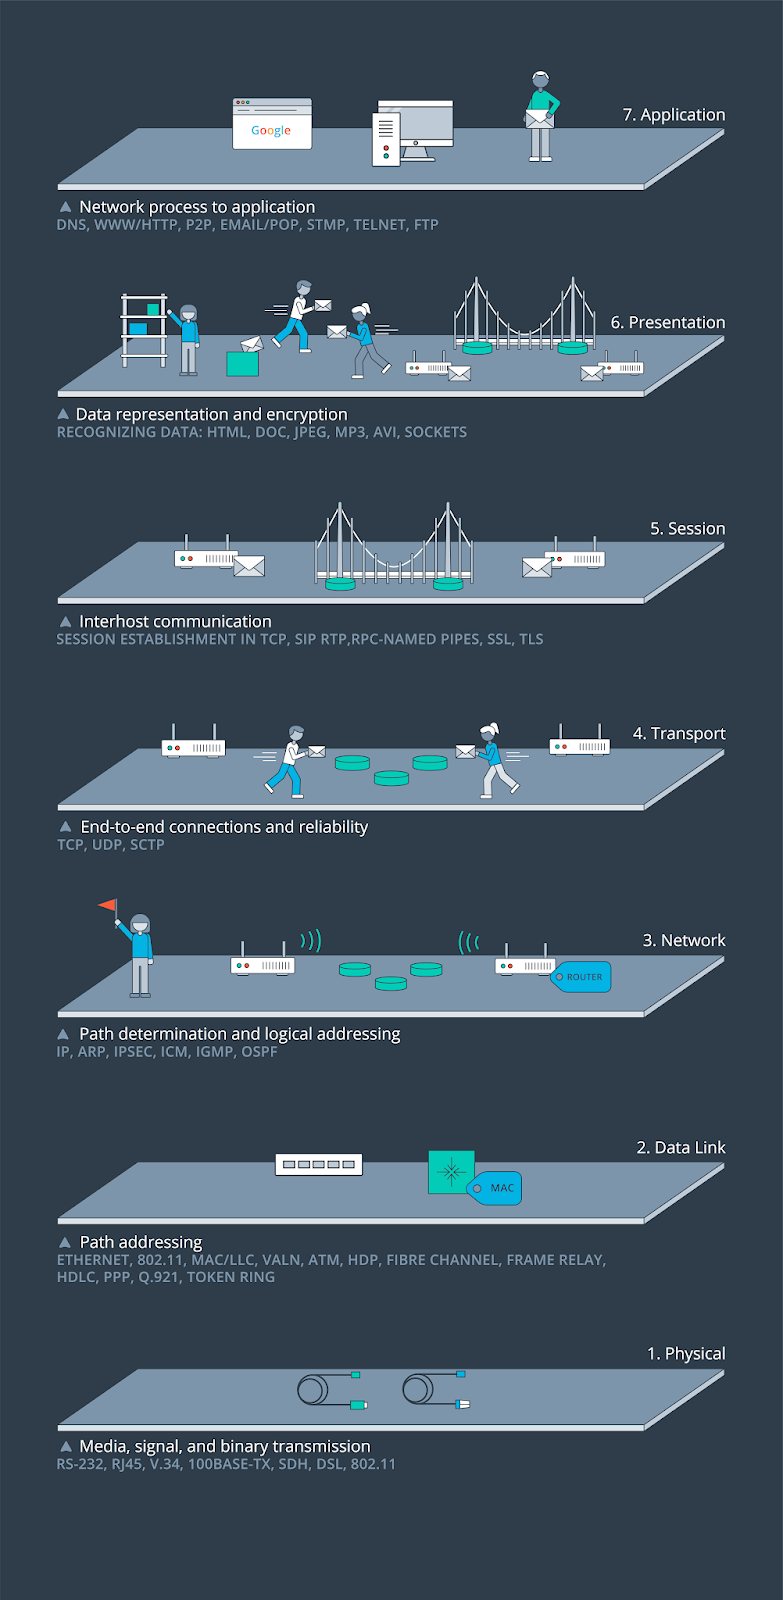 Google
7. Application
Network process to application
DNS, WWW/HTTP, P2P, EMAIL/POP, STMP, TELNET, FTP
6. Presentation
Data representation and encryption
RECOGNIZING DATA: HTML, DOC, JPEG, MP3, AVI, SOCKETS
5. Session
Interhost communication
SESSION ESTABLISHMENT IN TCP, SIP RTP,RPC-NAMED PIPES, SSL, TLS
4. Transport
End-to-end connections and reliability
TCP, UDP, SCTP
3. Network
ROUTER
Path determination and logical addressing
IP, ARP, IPSEC, ICM, IGMP, OSPF
2. Data Link
MAC
Path addressing
ETHERNET, 802.11, MAC/LLC, VALN, ATM, HDP, FIBRE CHANNEL, FRAME RELAY,
HDLC, PPP, Q.921, TOKEN RING
1. Physical
Media, signal, and binary transmission
RS-232, RJ45, V.34, 100BASE-TX, SDH, DSL, 802.11